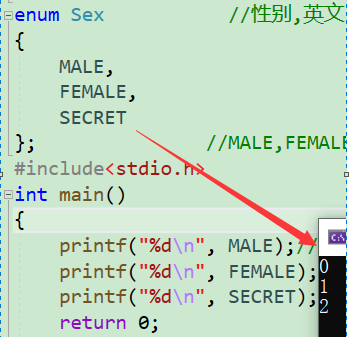 enum Sex //性别,英文
{
MALE,
FEMALE,
SECRET
}; //MALE,FEMALE
#include<stdio.h>
int main()
{
printf("%d\n", MALE);//
printf("%d\n", FEMALE);
printf("%d\n", SECRET);
return 0;
C:\
0
1
2